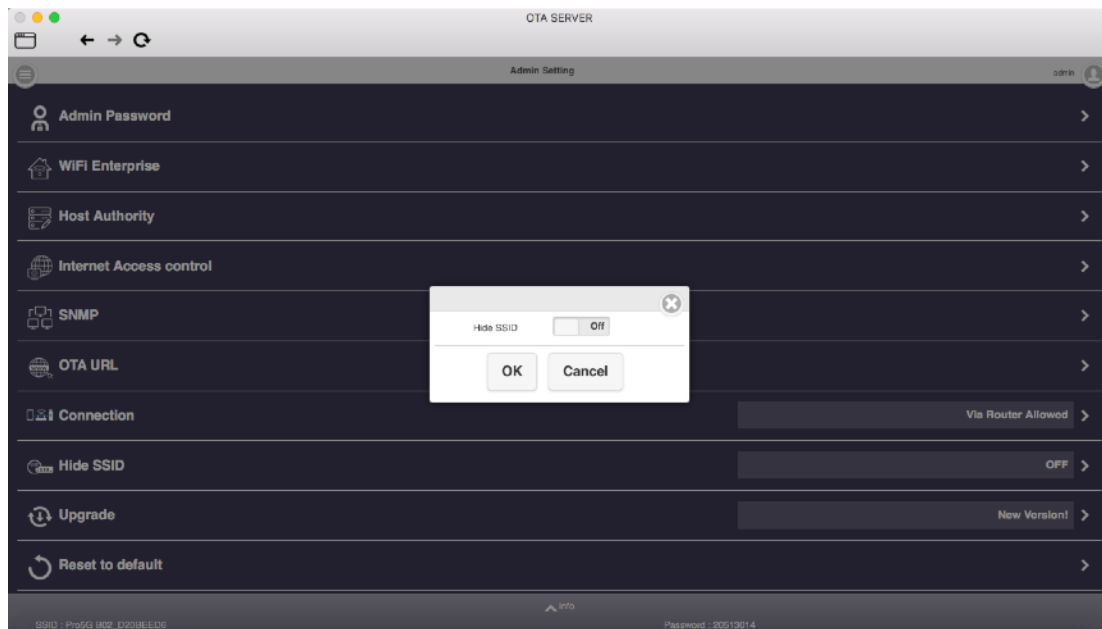 OTA SERVER
Admin Setting
admin
Admin Password
WiFi Enterprise
Host Authority
Internet Access control
SNMP
Hide SSID
Off
OTA URL
OK
Cancel
Connection
Via Router Allowed
Hide SSID
OFF
Upgrade
New Version!
Reset to default
info
SSID : Pro5G B02_D20BEED6
Password : 20513014